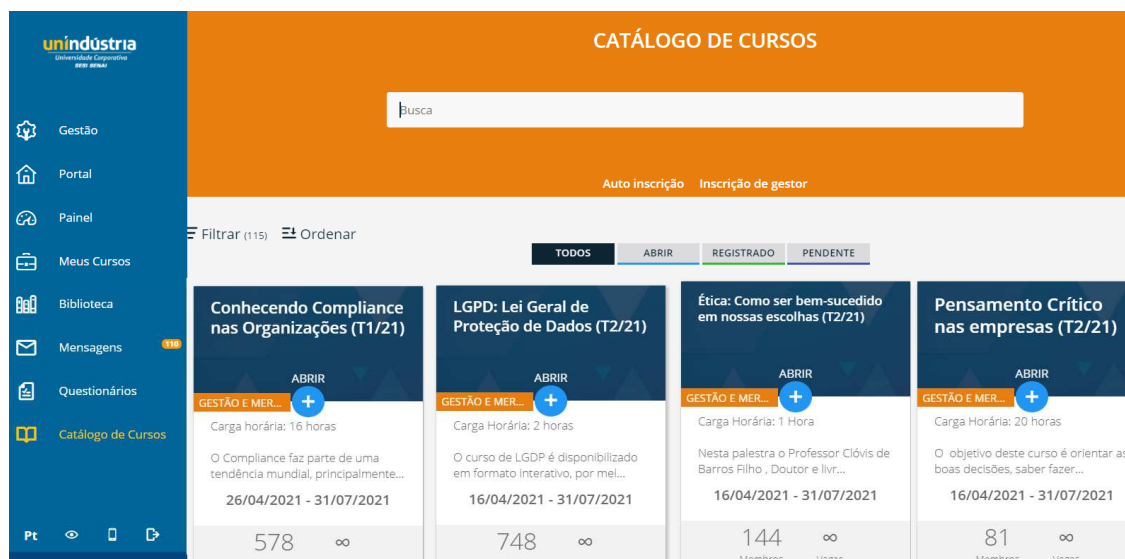 unindústria
Universidade Corporativa
SESI SENAI
Gestão
Portal
Painel
Meus Cursos
Biblioteca
Mensagens
110
Questionários
Catálogo de Cursos
Pt
CATÁLOGO DE CURSOS
Busca
Auto inscrição Inscrição de gestor
Filtrar (115) Ordenar
TODOS ABRIR REGISTRADO PENDENTE
Conhecendo Compliance
nas Organizações (T1/21)
ABRIR
GESTÃO E MER...
Carga horária: 16 horas
O Compliance faz parte de uma
tendência mundial, principalmente...
26/04/2021 - 31/07/2021
578 ∞
LGPD: Lei Geral de
Proteção de Dados (T2/21)
ABRIR
GESTÃO E MER...
Carga Horária: 2 horas
O curso de LGDP é disponibilizado
em formato interativo, por mei...
16/04/2021 - 31/07/2021
748 ∞
Ética: Como ser bem-sucedido
em nossas escolhas (T2/21)
ABRIR
GESTÃO E MER...
Carga Horária: 1 Hora
Nesta palestra o Professor Clóvis de
Barros Filho , Doutor e livr...
16/04/2021 - 31/07/2021
144 ∞
Membros Vagas
Pensamento Crítico
nas empresas (T2/21)
ABRIR
GESTÃO E MER...
Carga Horária: 20 horas
O objetivo deste curso é orientar as
boas decisões, saber fazer...
16/04/2021 - 31/07/2021
81 ∞
Membros Vagas